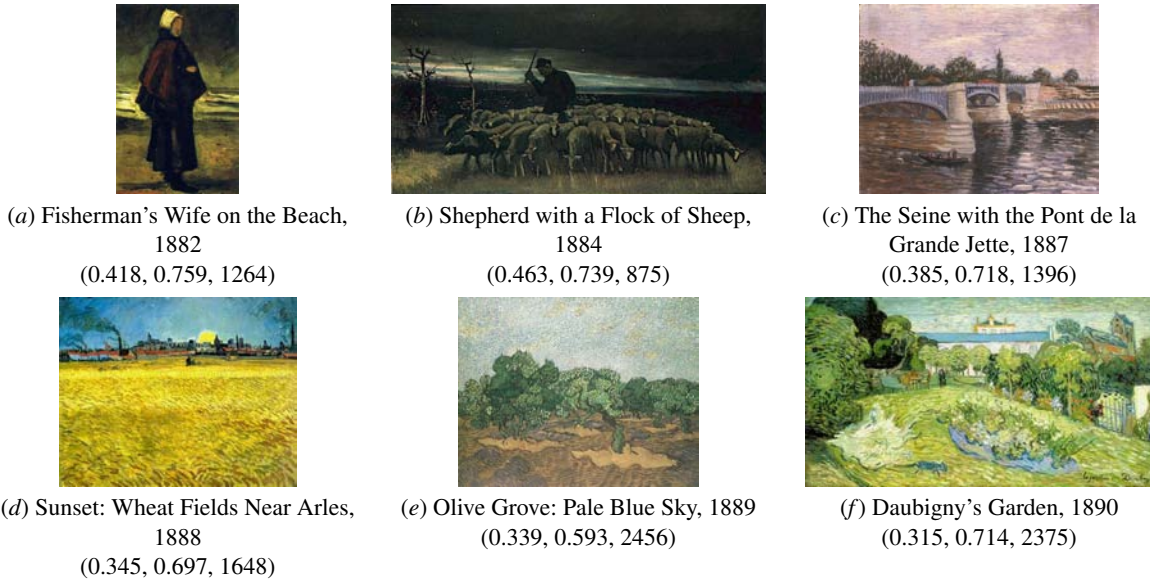 (a) Fisherman's Wife on the Beach,
1882
(0.418, 0.759, 1264)
(b) Shepherd with a Flock of Sheep,
1884
(0.463, 0.739, 875)
(c) The Seine with the Pont de la
Grande Jette, 1887
(0.385, 0.718, 1396)
(d) Sunset: Wheat Fields Near Arles,
1888
(0.345, 0.697, 1648)
(e) Olive Grove: Pale Blue Sky, 1889
(0.339, 0.593, 2456)
(f) Daubigny's Garden, 1890
(0.315, 0.714, 2375)